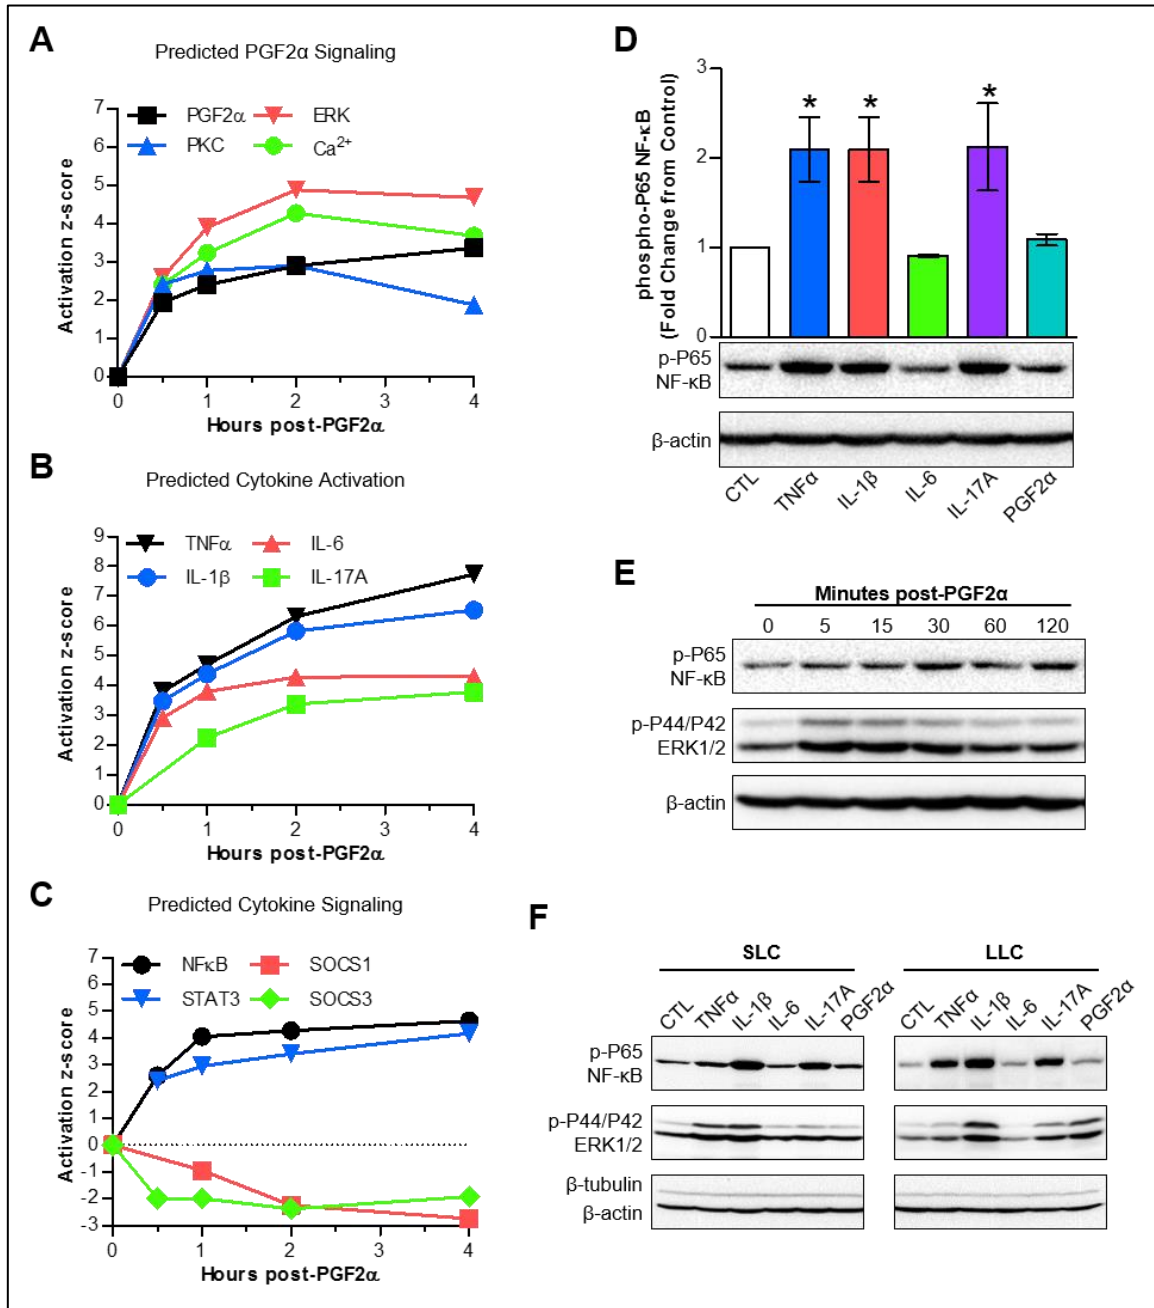 A
Predicted PGF2α Signaling
PGF2α
ERK
PKC
Ca2+
Activation z-score
7
6
5
4
3
2
1
0
0 1 2 3 4
Hours post-PGF2α
B
Predicted Cytokine Activation
TNFα
IL-6
IL-1β
IL-17A
Activation z-score
9
8
7
6
5
4
3
2
1
0
0 1 2 3 4
Hours post-PGF2α
C
Predicted Cytokine Signaling
NFκB
SOCS1
STAT3
SOCS3
Activation z-score
7
6
5
4
3
2
1
0
-1
-2
-3
0 1 2 3 4
Hours post-PGF2α
D
phospho-P65 NF-κB
(Fold Change from Control)
3
2
1
0
* * *
p-P65
NF-κB
β-actin
CTL TNFα IL-1β IL-6 IL-17A PGF2α
E
Minutes post-PGF2α
0 5 15 30 60 120
p-P65
NF-κB
p-P44/P42
ERK1/2
β-actin
F
SLC LLC
CTL TNFα IL-1β IL-6 IL-17A PGF2α CTL TNFα IL-1β IL-6 IL-17A PGF2α
p-P65
NF-κB
p-P44/P42
ERK1/2
β-tubulin
β-actin